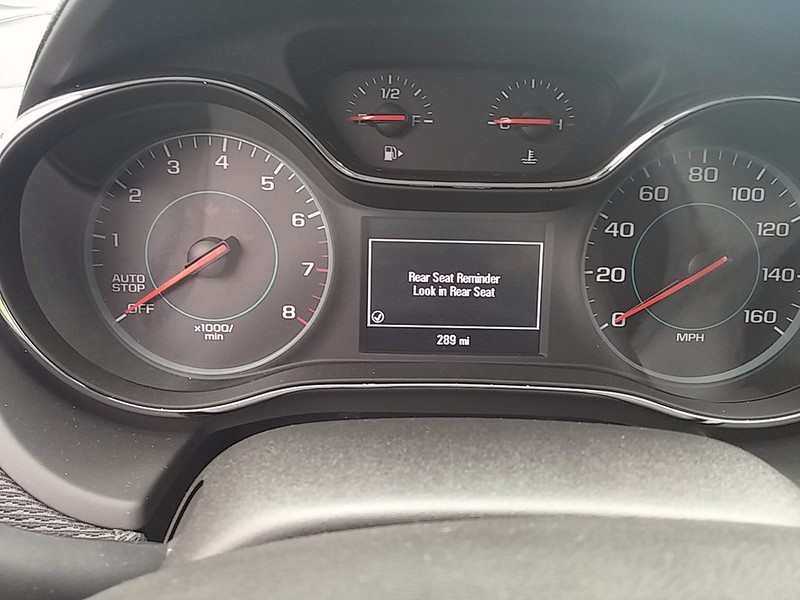 1/2
E F
C H
1 2 3 4 5 6 7 8
AUTO
STOP
OFF
x1000/
min
Rear Seat Reminder
Look in Rear Seat
289 mi
0 20 40 60 80 100 120 140 160
MPH